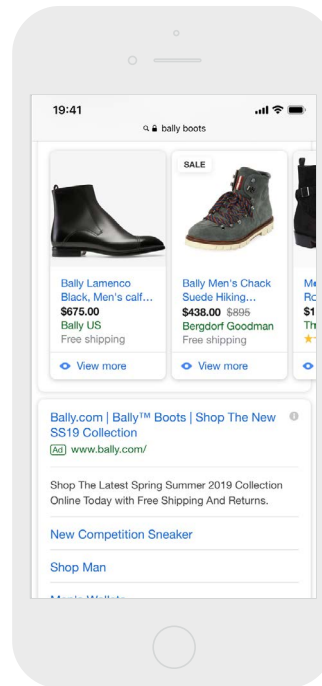 19:41
bally boots
SALE
Bally Lamenco
Black, Men's calf...
$675.00
Bally US
Free shipping
View more
Bally Men's Chack
Suede Hiking...
$438.00 $895
Bergdorf Goodman
Free shipping
View more
$1
Bally.com | Bally™ Boots | Shop The New
SS19 Collection
Ad www.bally.com/
Shop The Latest Spring Summer 2019 Collection
Online Today with Free Shipping And Returns.
New Competition Sneaker
Shop Man